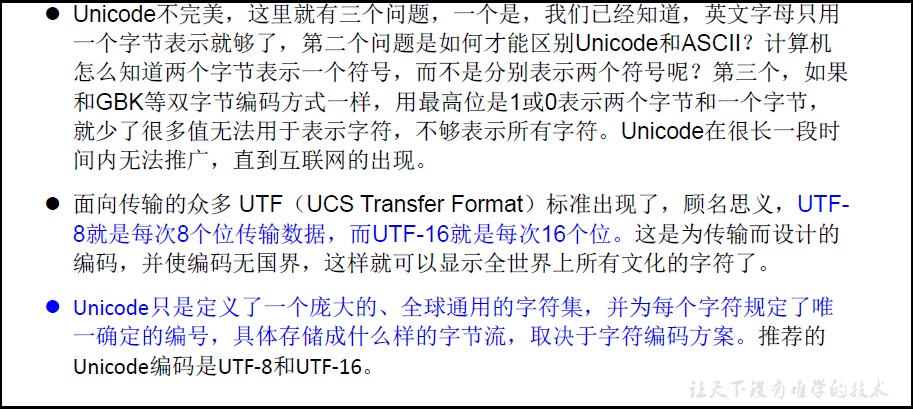 ● Unicode不完美，这里就有三个问题，一个是，我们已经知道，英文字母只用
一个字节表示就够了，第二个问题是如何才能区别Unicode和ASCII？计算机
怎么知道两个字节表示一个符号，而不是分别表示两个符号呢？第三个，如果
和GBK等双字节编码方式一样，用最高位是1或0表示两个字节和一个字节，
就少了很多值无法用于表示字符，不够表示所有字符。Unicode在很长一段时
间内无法推广，直到互联网的出现。
● 面向传输的众多 UTF（UCS Transfer Format）标准出现了，顾名思义，UTF-
8就是每次8个位传输数据，而UTF-16就是每次16个位。这是为传输而设计的
编码，并使编码无国界，这样就可以显示全世界上所有文化的字符了。
● Unicode只是定义了一个庞大的、全球通用的字符集，并为每个字符规定了唯
一确定的编号，具体存储成什么样的字节流，取决于字符编码方案。推荐的
Unicode编码是UTF-8和UTF-16。
让天下没有难学的技术